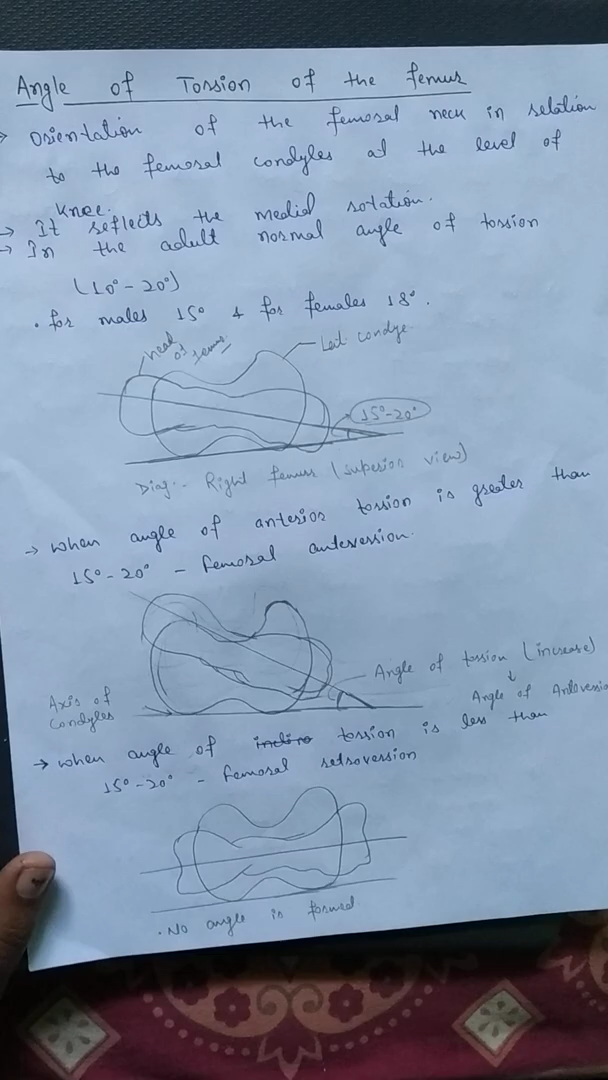 Angle of Torsion of the femur
→ Orientation of the femoral neck in relation
to the femoral condyles at the level of
Knee.
→ It reflects the medial rotation.
→ In the adult normal angle of torsion
(10° - 20°)
• for males 15° & for females 18°.
head of femur
Lat. condye
15°-20°
Diag:- Right femur (superior view)
→ when angle of anterior torsion is greater than
15°-20° - femoral anteversion.
Angle of torsion (increase)
↓
Angle of Anteversio
Axis of
Condyles
→ when angle of torsion is less than
15°-20° - femoral retroversion
• No angle is formed